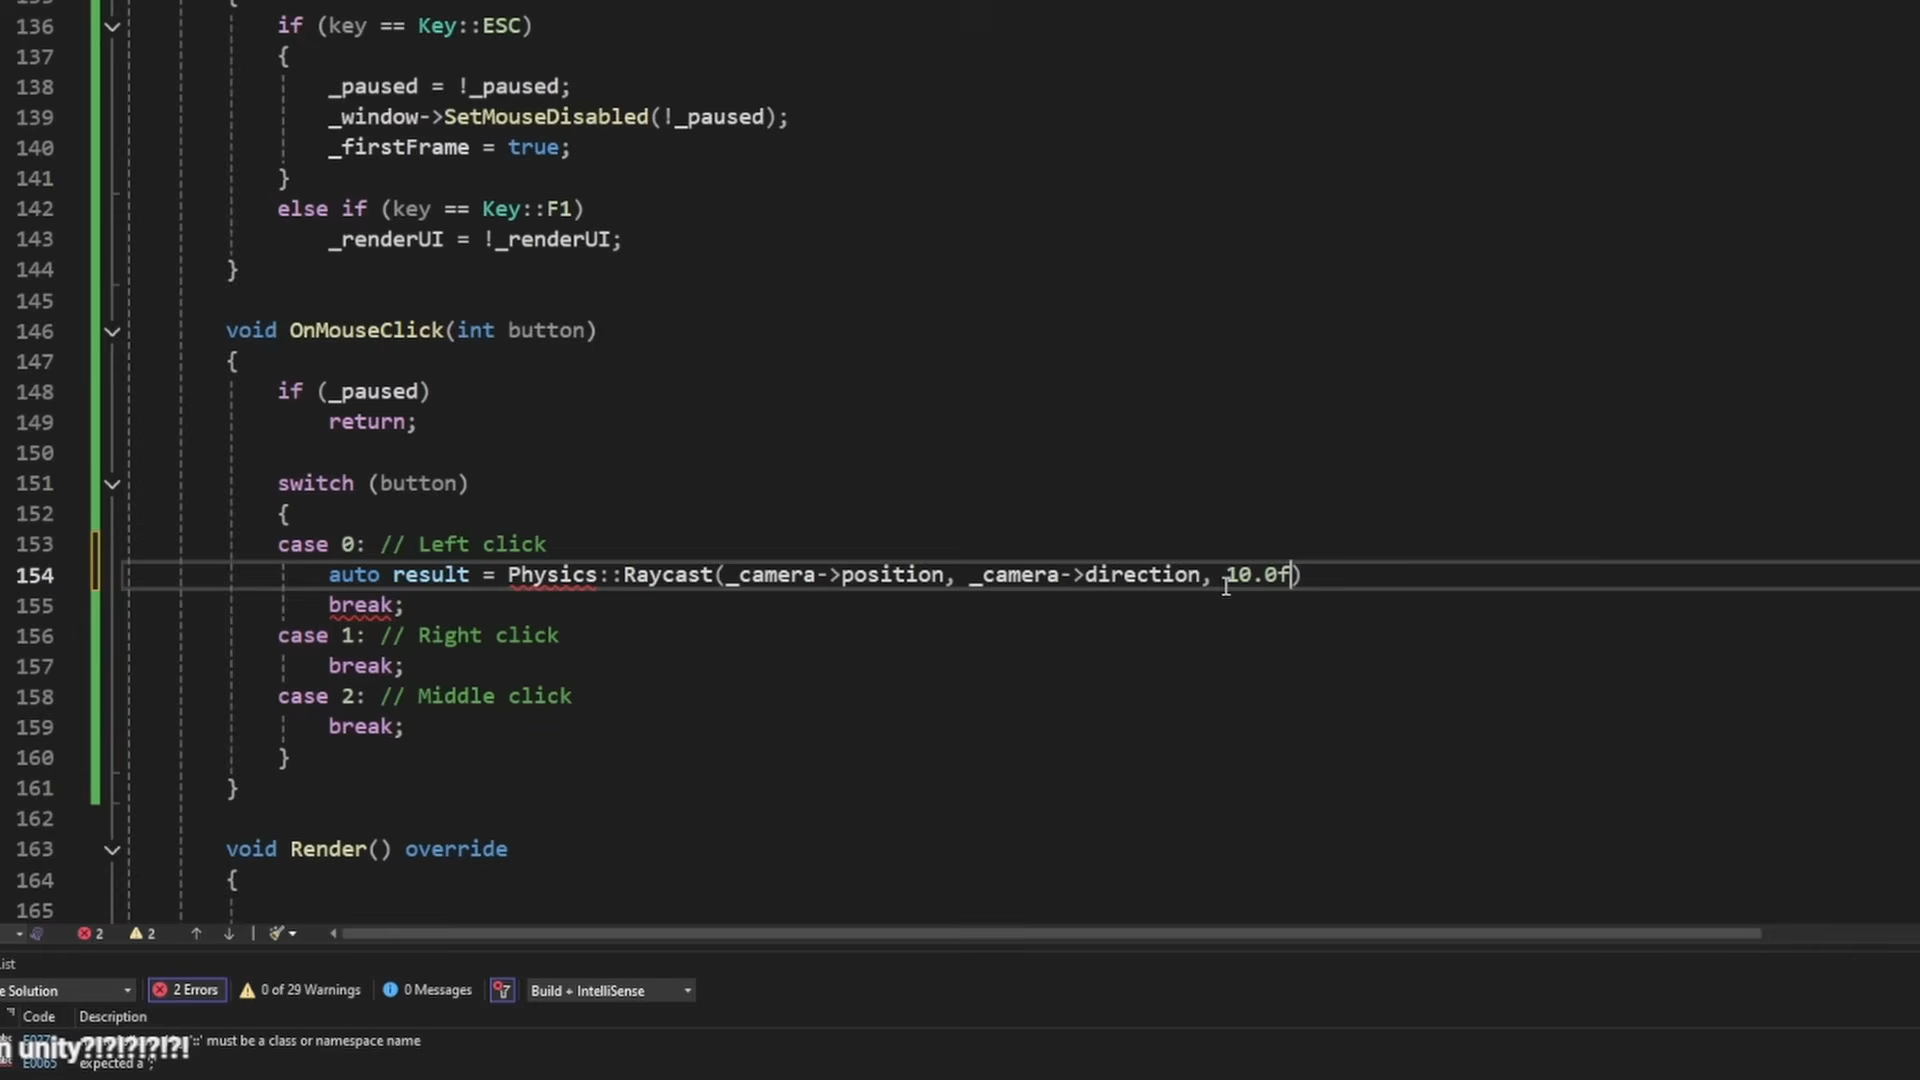 135 {
136 if (key == Key::ESC)
137 {
138 _paused = !_paused;
139 _window->SetMouseDisabled(!_paused);
140 _firstFrame = true;
141 }
142 else if (key == Key::F1)
143 _renderUI = !_renderUI;
144 }
145
146 void OnMouseClick(int button)
147 {
148 if (_paused)
149 return;
150
151 switch (button)
152 {
153 case 0: // Left click
154 auto result = Physics::Raycast(_camera->position, _camera->direction, 10.0f)
155 break;
156 case 1: // Right click
157 break;
158 case 2: // Middle click
159 break;
160 }
161 }
162
163 void Render() override
164 {
165
2 2
ist
e Solution 2 Errors 0 of 29 Warnings 0 Messages Build + IntelliSense
Code Description
'::' must be a class or namespace name
n unity?!?!?!?!?!
E0065 expected a ';'